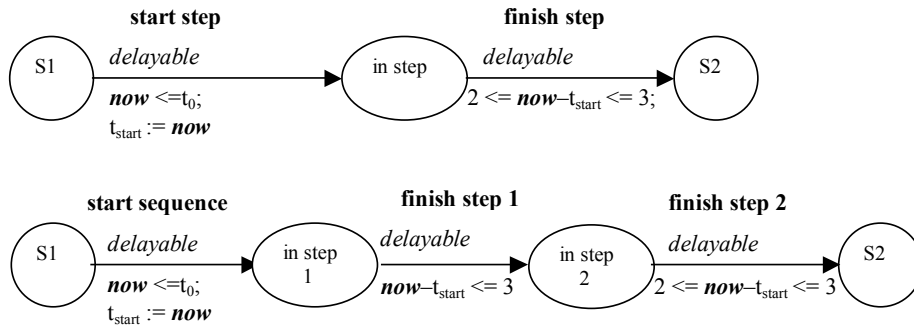 start step
finish step
S1
delayable
in step
delayable
S2
now <=t0;
2 <= now–tstart <= 3;
tstart := now
start sequence
finish step 1
finish step 2
S1
delayable
in step
1
delayable
in step
2
delayable
S2
now <=t0;
now–tstart <= 3
2 <= now–tstart <= 3
tstart := now